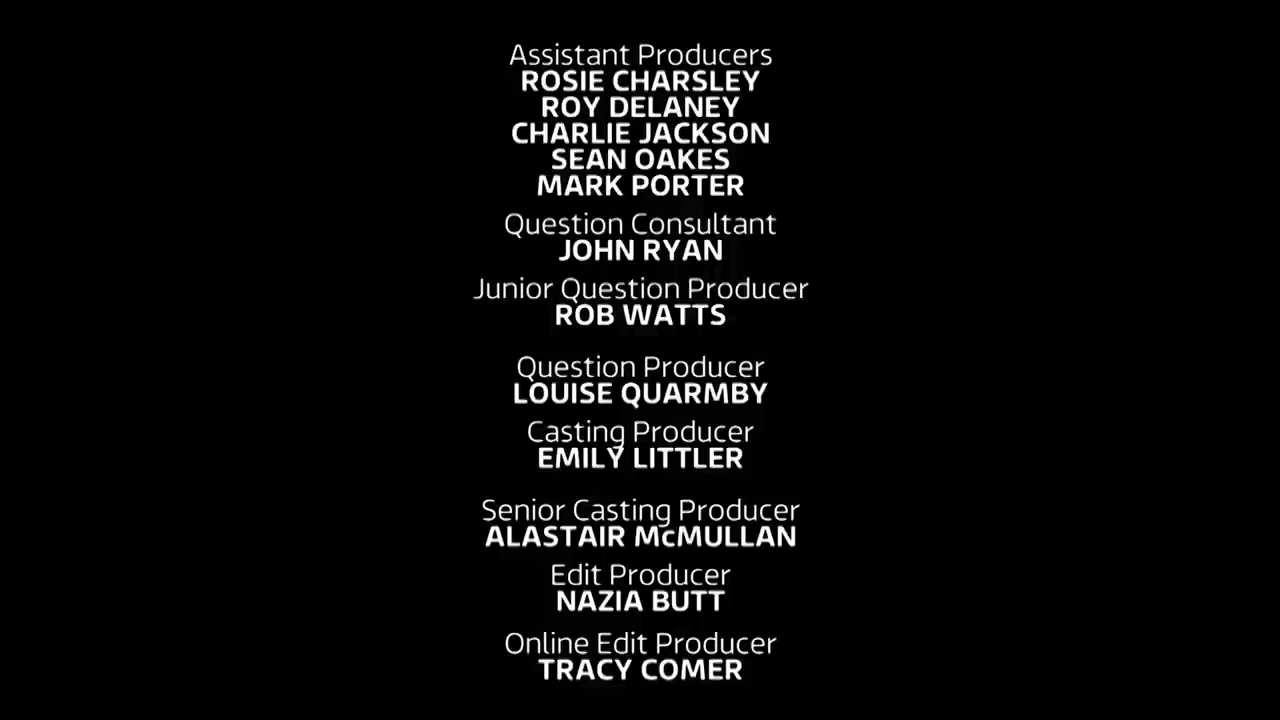 Assistant Producers
ROSIE CHARSLEY
ROY DELANEY
CHARLIE JACKSON
SEAN OAKES
MARK PORTER
Question Consultant
JOHN RYAN
Junior Question Producer
ROB WATTS
Question Producer
LOUISE QUARMBY
Casting Producer
EMILY LITTLER
Senior Casting Producer
ALASTAIR McMULLAN
Edit Producer
NAZIA BUTT
Online Edit Producer
TRACY COMER